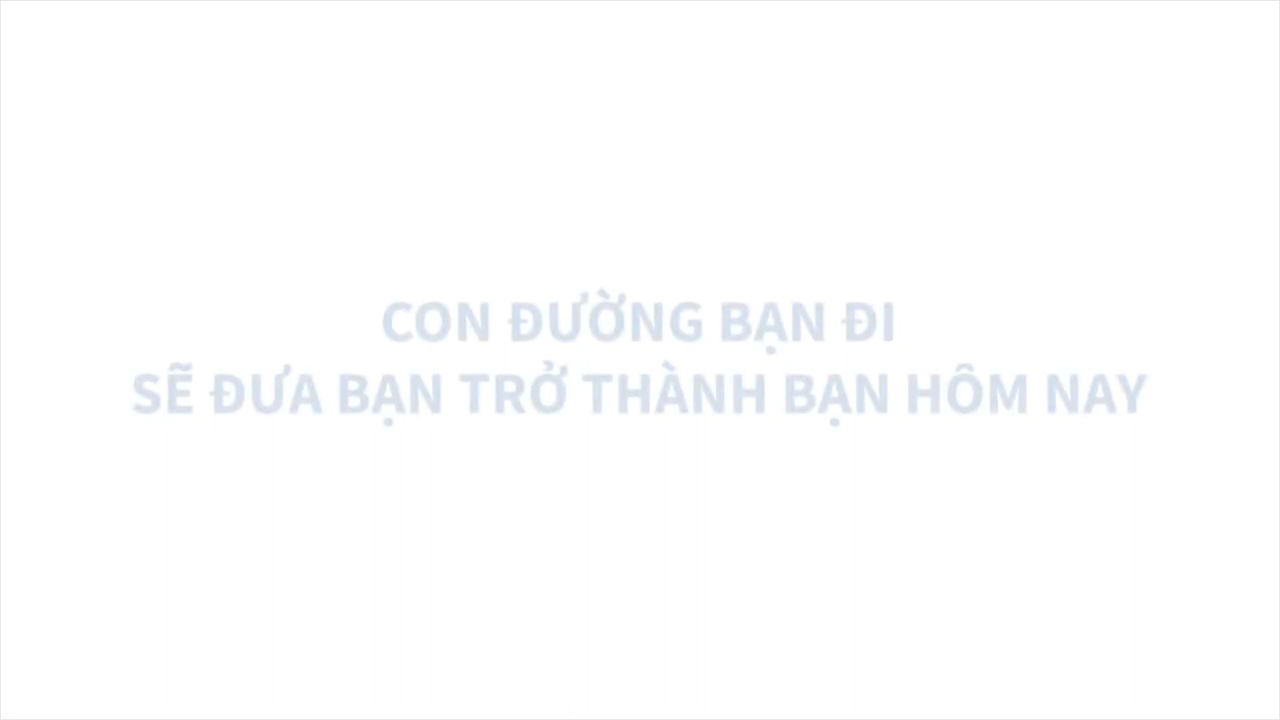 CON ĐƯỜNG BẠN ĐI
SẼ ĐƯA BẠN TRỞ THÀNH BẠN HÔM NAY